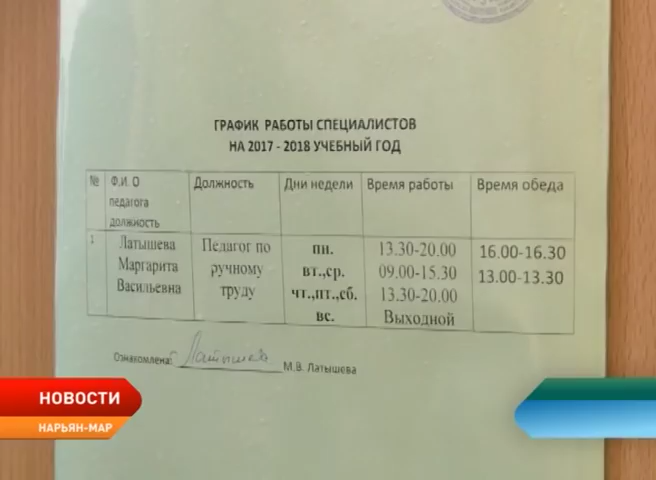 ГРАФИК РАБОТЫ СПЕЦИАЛИСТОВ
НА 2017 - 2018 УЧЕБНЫЙ ГОД
№ Ф.И. О Должность Дни недели Время работы Время обеда
педагога
должность
1 Латышева Педагог по пн. 13.30-20.00 16.00-16.30
Маргарита ручному вт.,ср. 09.00-15.30 13.00-13.30
Васильевна труду чт.,пт.,сб. 13.30-20.00
вс. Выходной
Ознакомлена: Латышева М.В. Латышева
НОВОСТИ
НАРЬЯН-МАР